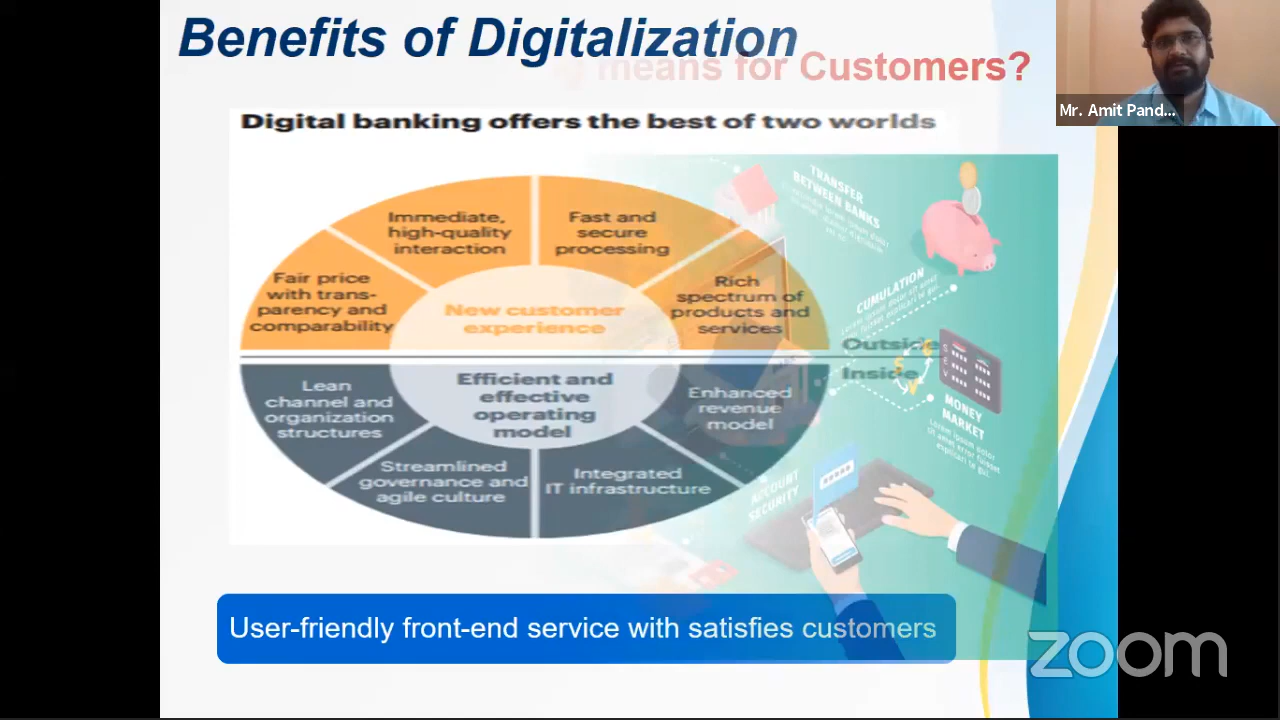 Benefits of Digitalization
means for Customers?
Mr. Amit Pand...
Digital banking offers the best of two worlds
Immediate,
high-quality
interaction
Fast and
secure
processing
Fair price
with trans-
parency and
comparability
New customer
experience
Rich
spectrum of
products and
services
Outside
Inside
Lean
channel and
organization
structures
Efficient and
effective
operating
model
Enhanced
revenue
model
Streamlined
governance and
agile culture
Integrated
IT infrastructure
TRANSFER
BETWEEN BANKS
CUMULATION
MONEY
MARKET
ACCOUNT
SECURITY
User-friendly front-end service with satisfies customers
zoom